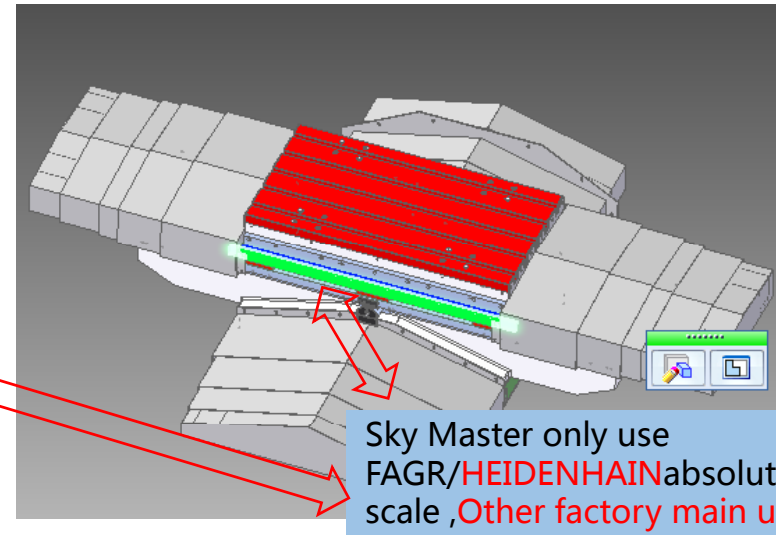 Sky Master only use
FAGR/HEIDENHAINabsolut
scale ,Other factory main u